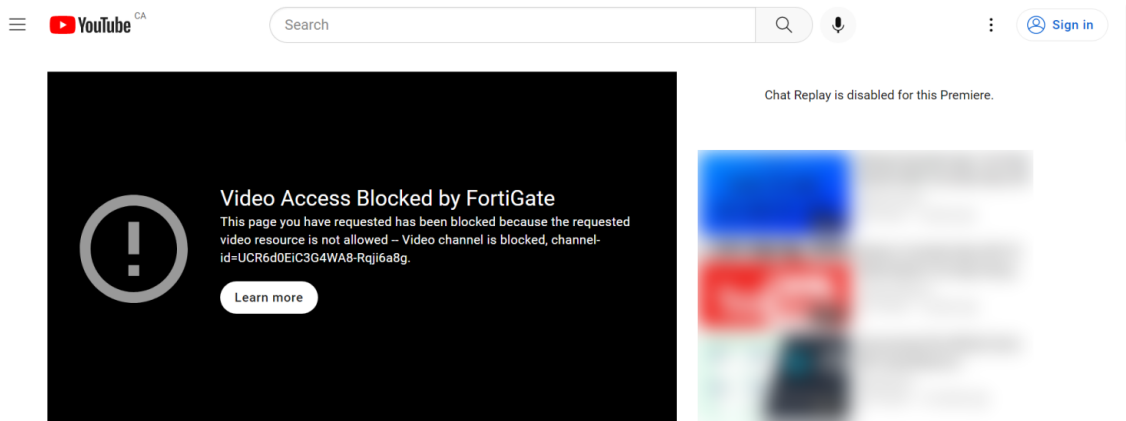 YouTube CA
Search
Sign in
Chat Replay is disabled for this Premiere.
Video Access Blocked by FortiGate
This page you have requested has been blocked because the requested
video resource is not allowed -- Video channel is blocked, channel-
id=UCR6d0EiC3G4WA8-Rqji6a8g.
Learn more